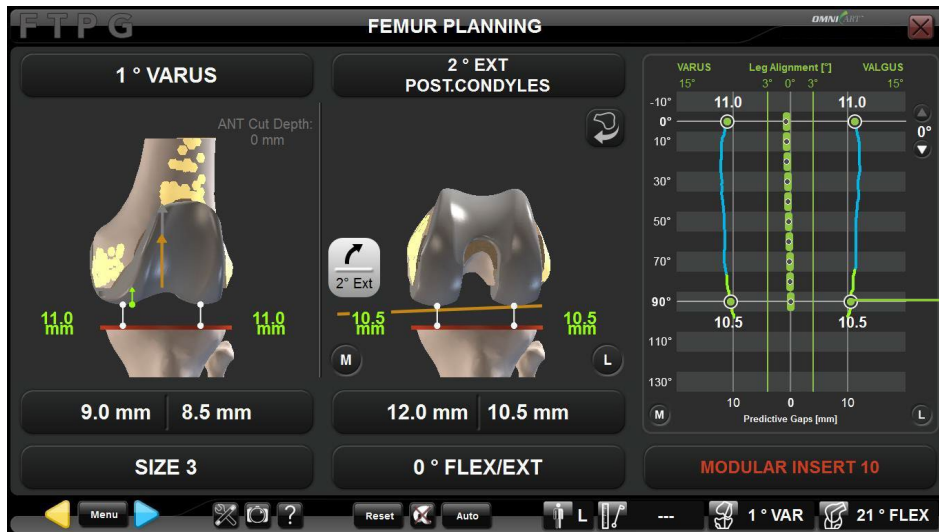 FTPG
FEMUR PLANNING
OMNI
1 ° VARUS
2 ° EXT
POST.CONDYLES
ANT Cut Depth:
0 mm
2° Ext
11.0
mm
11.0
mm
10.5
mm
10.5
mm
M
L
9.0 mm
8.5 mm
12.0 mm
10.5 mm
SIZE 3
0 ° FLEX/EXT
VARUS
Leg Alignment [°]
VALGUS
15°
3°
0°
3°
15°
-10°
11.0
11.0
0°
0°
10°
30°
50°
70°
90°
10.5
10.5
110°
130°
10
0
10
M
Predictive Gaps [mm]
L
MODULAR INSERT 10
Menu
?
Reset
Auto
L
---
1 ° VAR
21 ° FLEX